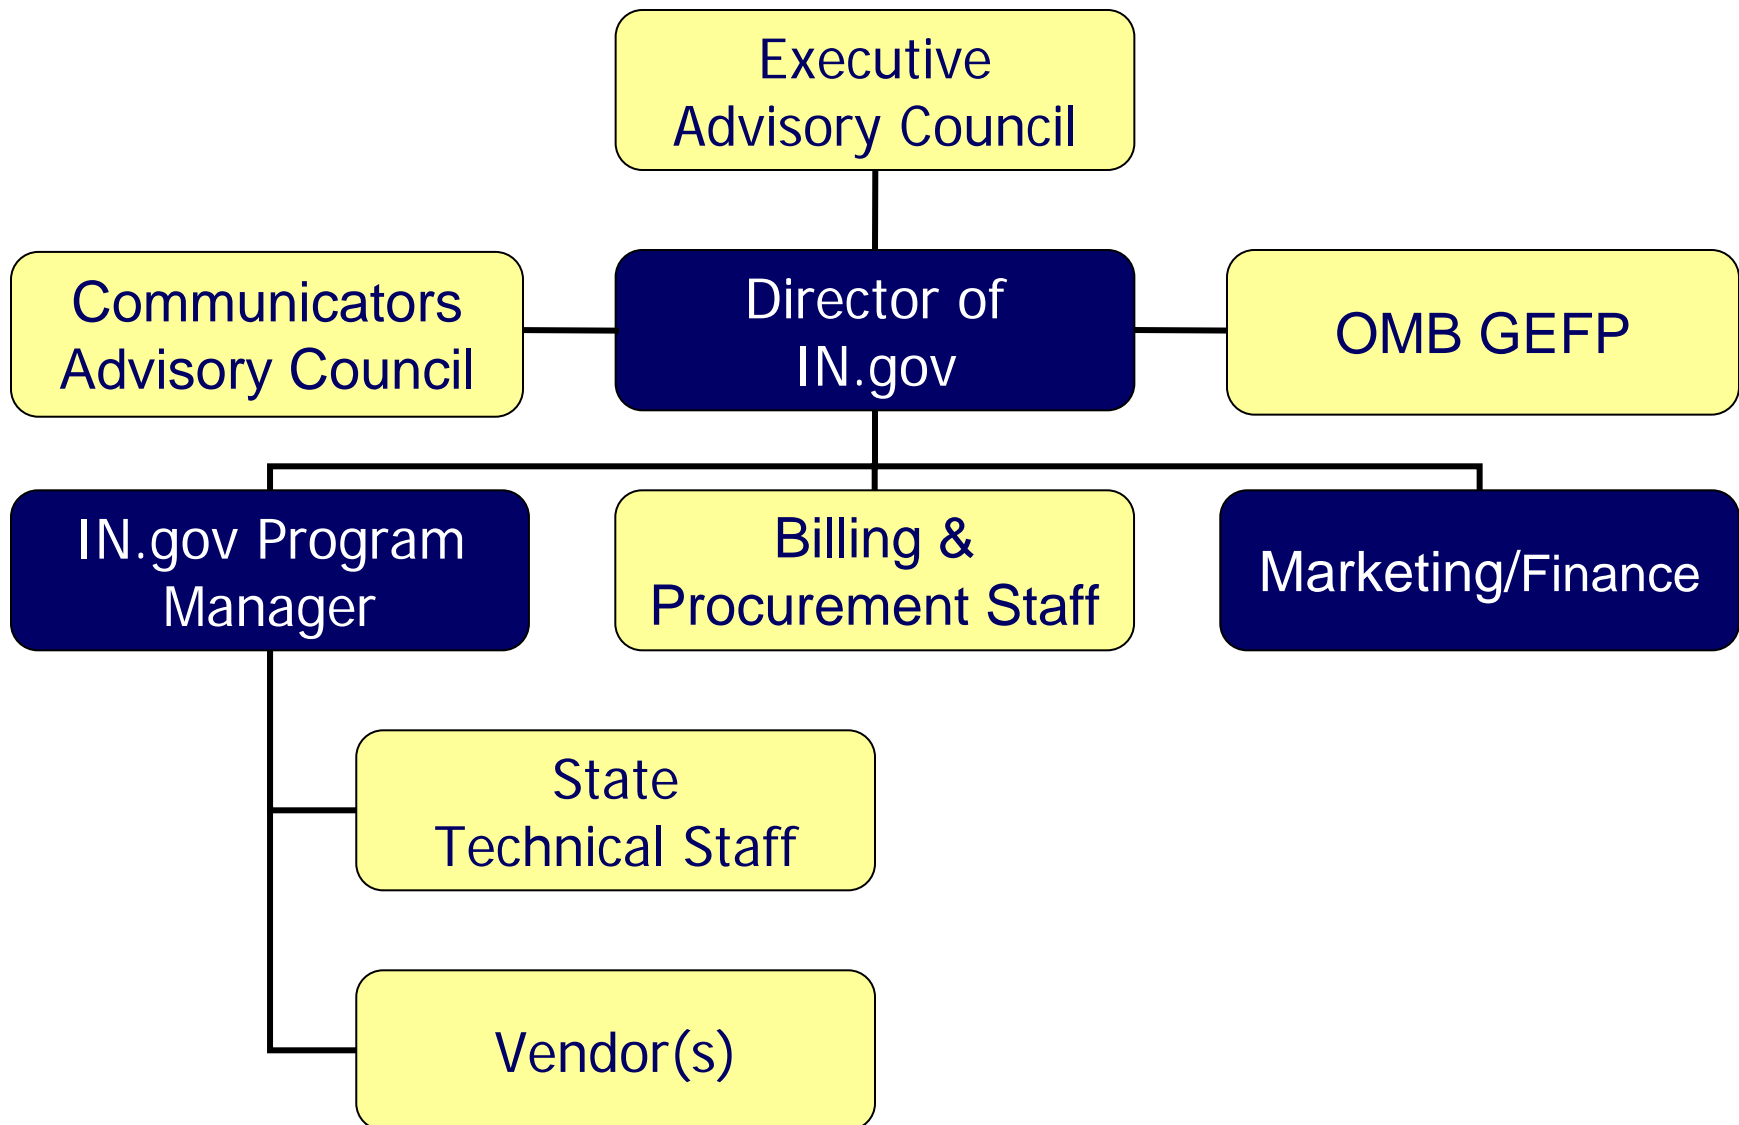 Executive
Advisory Council
Communicators
Advisory Council
Director of
IN.gov
OMB GEFP
IN.gov Program
Manager
Billing &
Procurement Staff
Marketing/Finance
State
Technical Staff
Vendor(s)